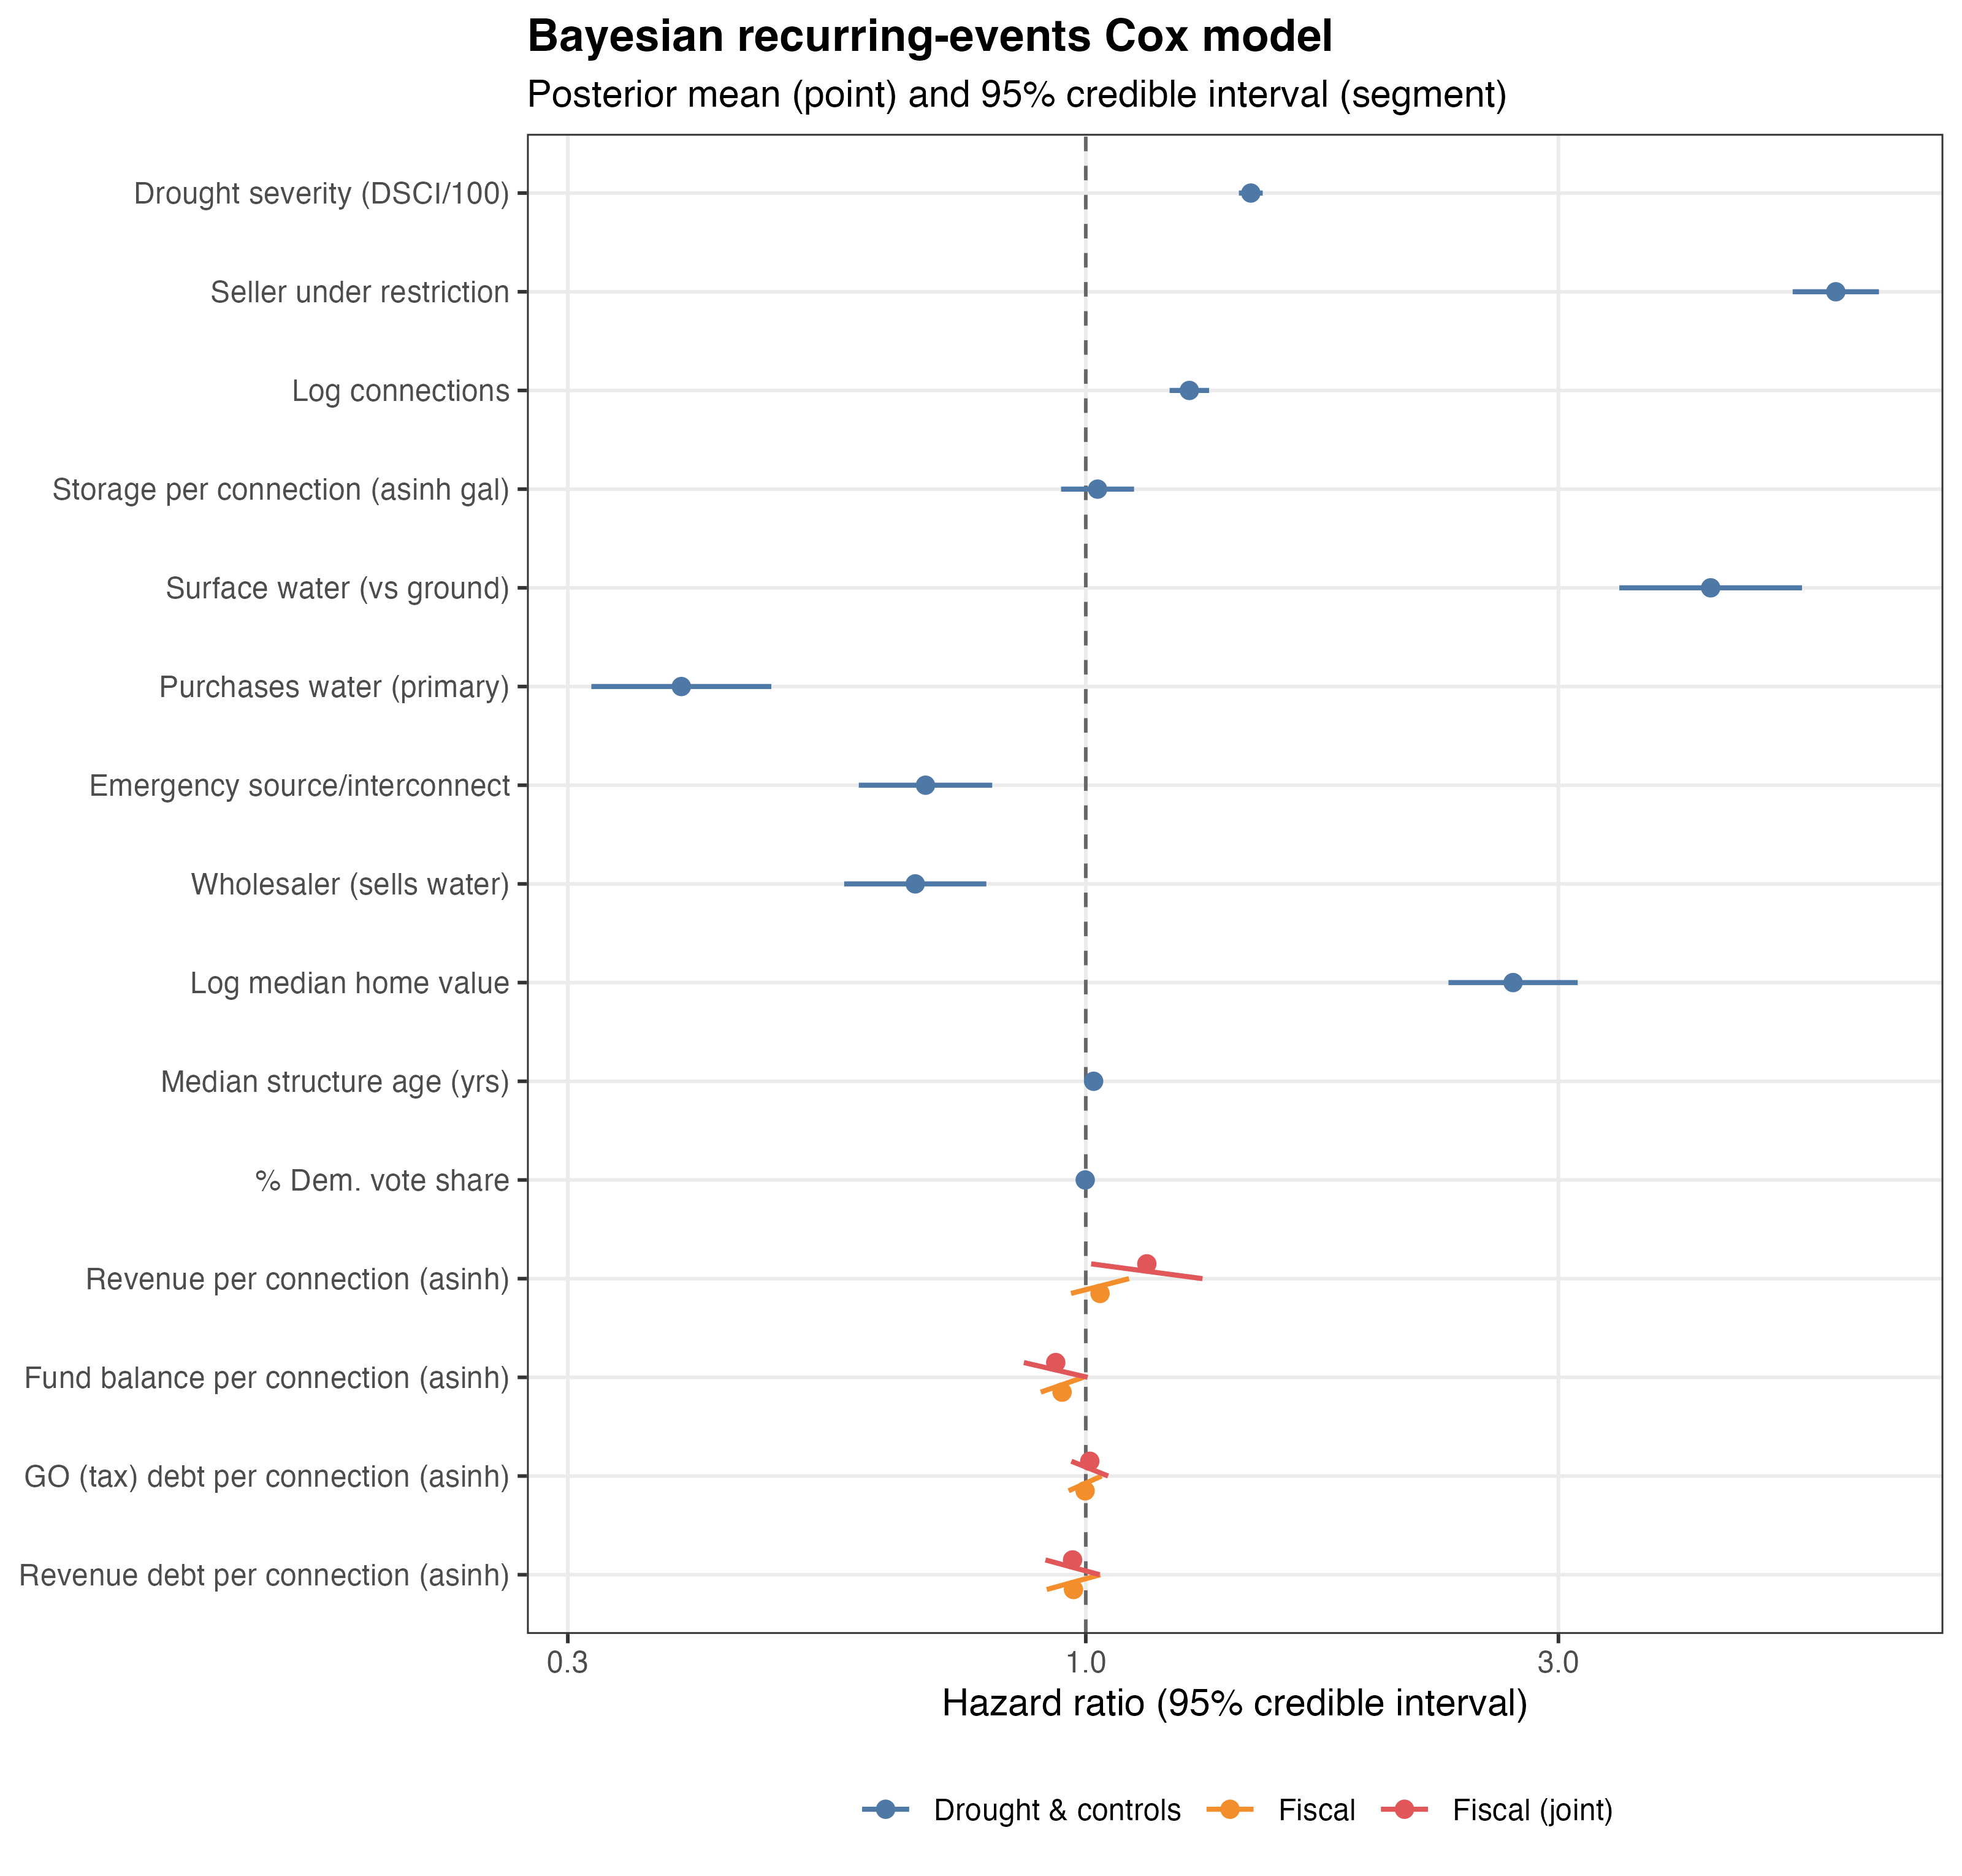 Bayesian recurring-events Cox model
Posterior mean (point) and 95% credible interval (segment)
Drought severity (DSCI/100)
Seller under restriction
Log connections
Storage per connection (asinh gal)
Surface water (vs ground)
Purchases water (primary)
Emergency source/interconnect
Wholesaler (sells water)
Log median home value
Median structure age (yrs)
% Dem. vote share
Revenue per connection (asinh)
Fund balance per connection (asinh)
GO (tax) debt per connection (asinh)
Revenue debt per connection (asinh)
0.3 1.0 3.0
Hazard ratio (95% credible interval)
Drought & controls Fiscal Fiscal (joint)